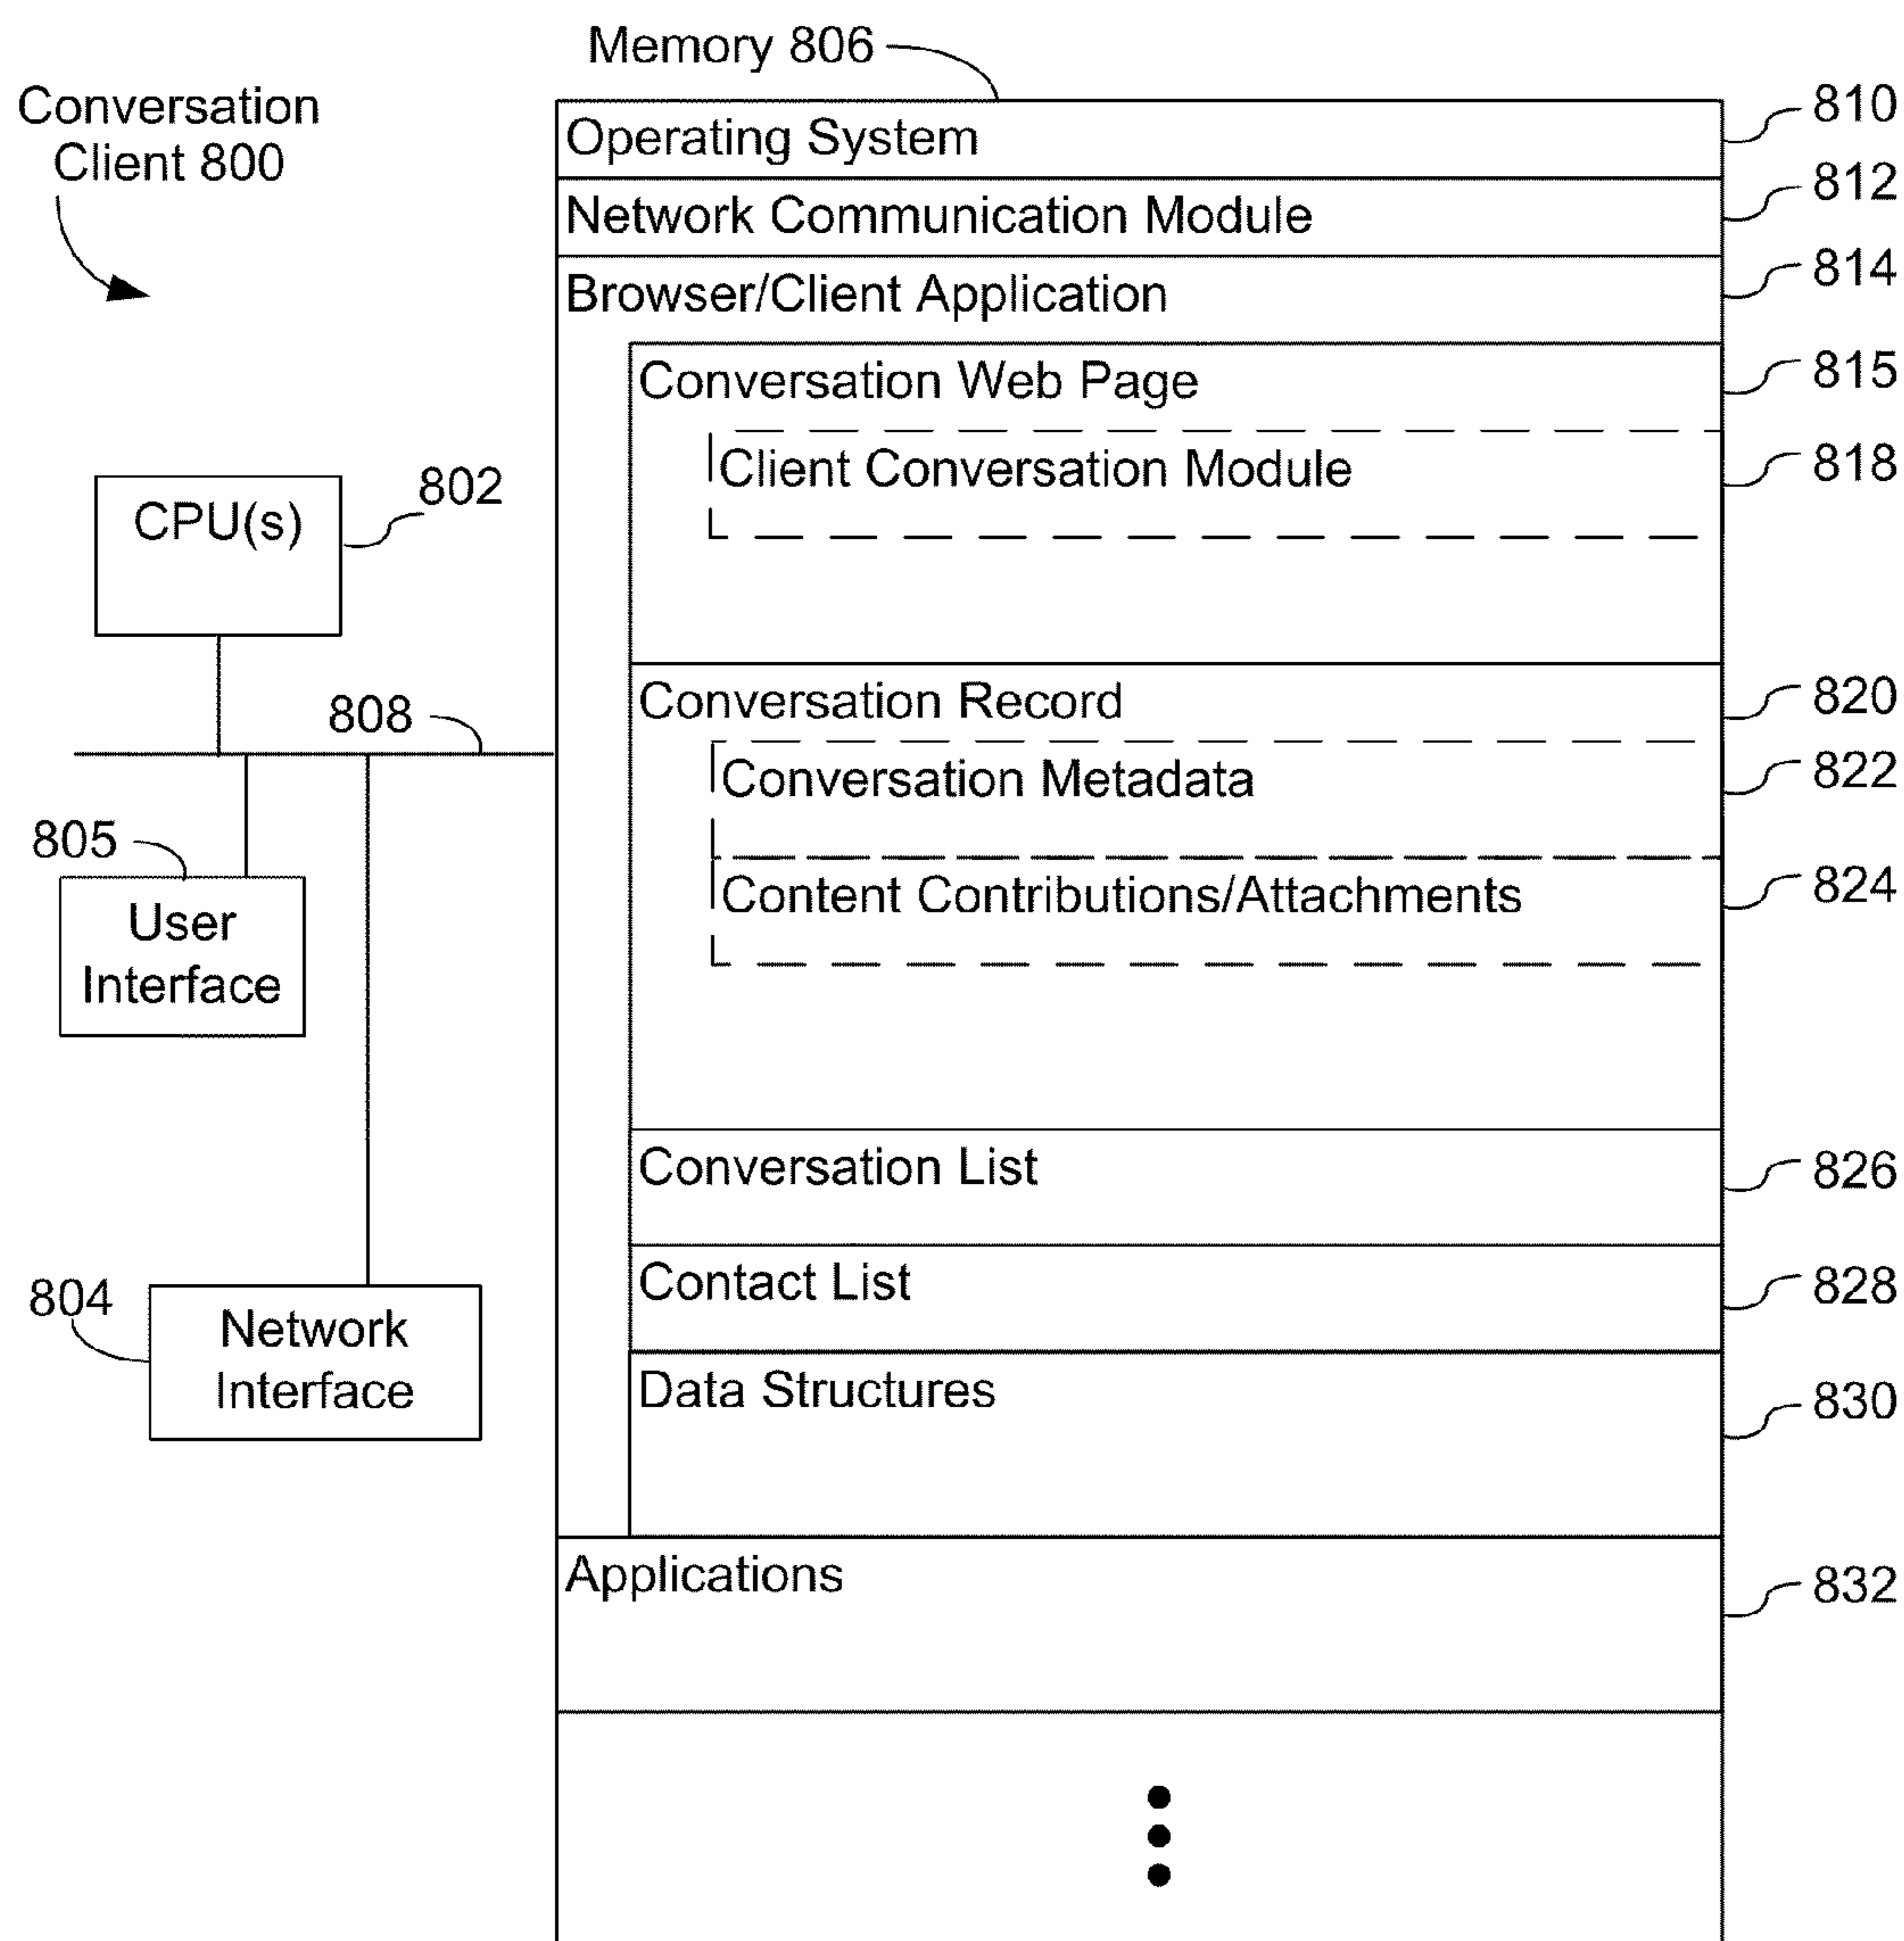 Memory 806
Conversation
Client 800
Operating System
810
Network Communication Module
812
Browser/Client Application
814
Conversation Web Page
815
Client Conversation Module
818
CPU(s)
802
Conversation Record
820
808
Conversation Metadata
822
805
Content Contributions/Attachments
824
User
Interface
Conversation List
826
Contact List
828
804
Network
Interface
Data Structures
830
Applications
832